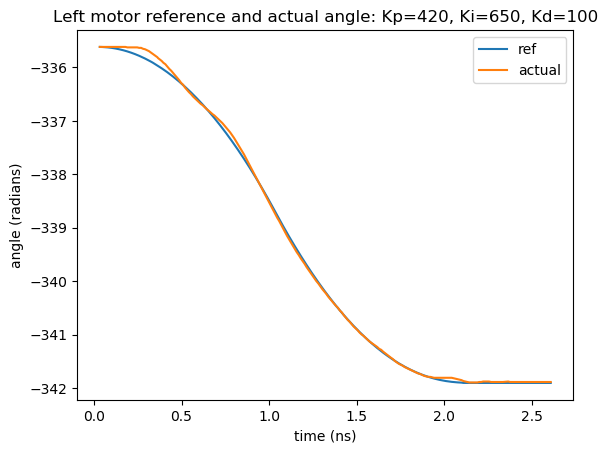 Left motor reference and actual angle: Kp=420, Ki=650, Kd=100
ref
actual
−336
−337
−338
−339
−340
−341
−342
angle (radians)
0.0 0.5 1.0 1.5 2.0 2.5
time (ns)